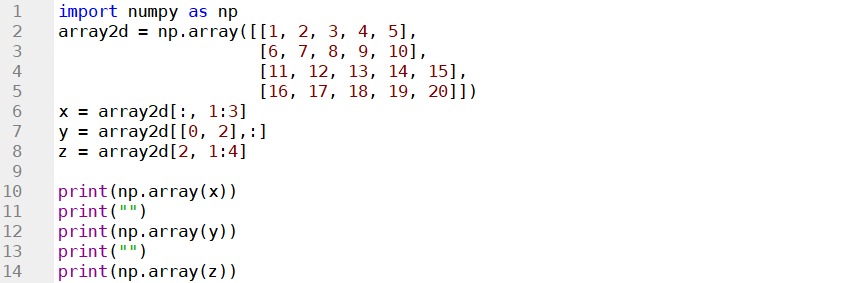 1 import numpy as np
2 array2d = np.array([[1, 2, 3, 4, 5],
3                     [6, 7, 8, 9, 10],
4                     [11, 12, 13, 14, 15],
5                     [16, 17, 18, 19, 20]])
6 x = array2d[:, 1:3]
7 y = array2d[[0, 2],:]
8 z = array2d[2, 1:4]
9
10 print(np.array(x))
11 print("")
12 print(np.array(y))
13 print("")
14 print(np.array(z))